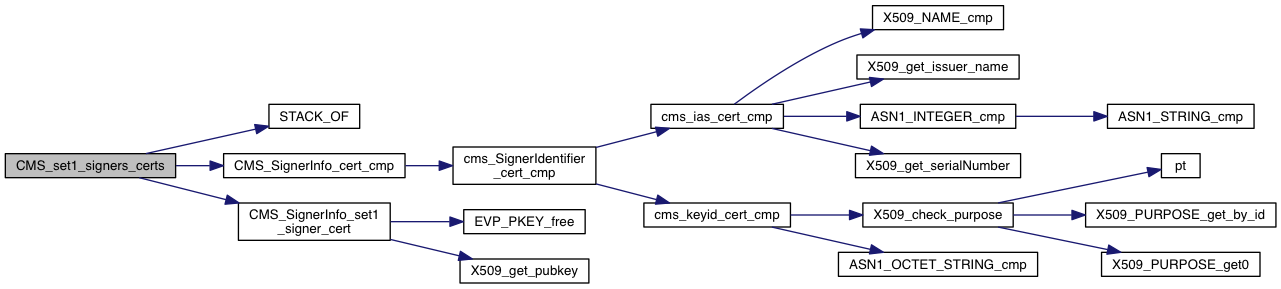 CMS_set1_signers_certs
STACK_OF
CMS_SignerInfo_cert_cmp
cms_SignerIdentifier
_cert_cmp
cms_ias_cert_cmp
X509_NAME_cmp
X509_get_issuer_name
ASN1_INTEGER_cmp
ASN1_STRING_cmp
X509_get_serialNumber
cms_keyid_cert_cmp
X509_check_purpose
pt
X509_PURPOSE_get_by_id
X509_PURPOSE_get0
ASN1_OCTET_STRING_cmp
CMS_SignerInfo_set1
_signer_cert
EVP_PKEY_free
X509_get_pubkey